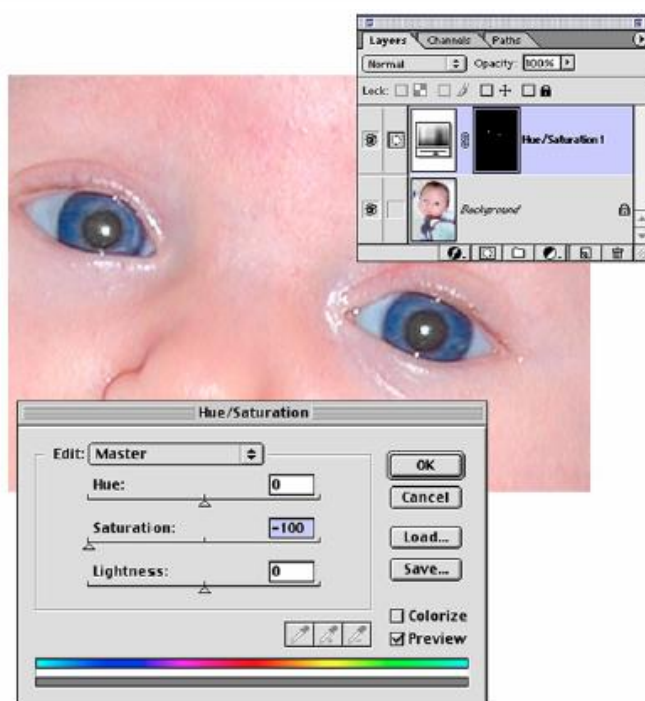 Layers Channels Paths
Normal Opacity: 100%
Lock:
Hue/Saturation 1
Background
Hue/Saturation
Edit: Master
OK
Hue: 0
Cancel
Saturation: -100
Load...
Lightness: 0
Save...
Colorize
Preview